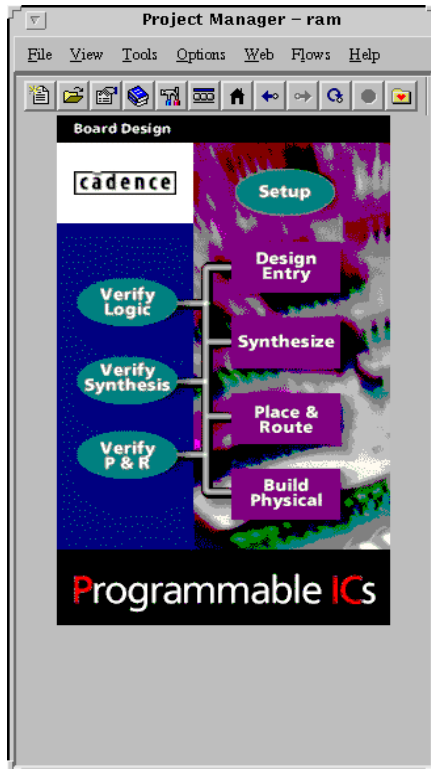 Project Manager – ram
File View Tools Options Web Flows Help
Board Design
cādence
Setup
Design
Entry
Verify
Logic
Synthesize
Verify
Synthesis
Place &
Route
Verify
P & R
Build
Physical
Programmable ICs